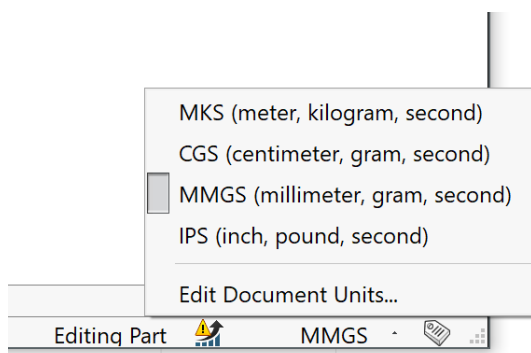 MKS (meter, kilogram, second)
CGS (centimeter, gram, second)
MMGS (millimeter, gram, second)
IPS (inch, pound, second)
Edit Document Units...
Editing Part MMGS